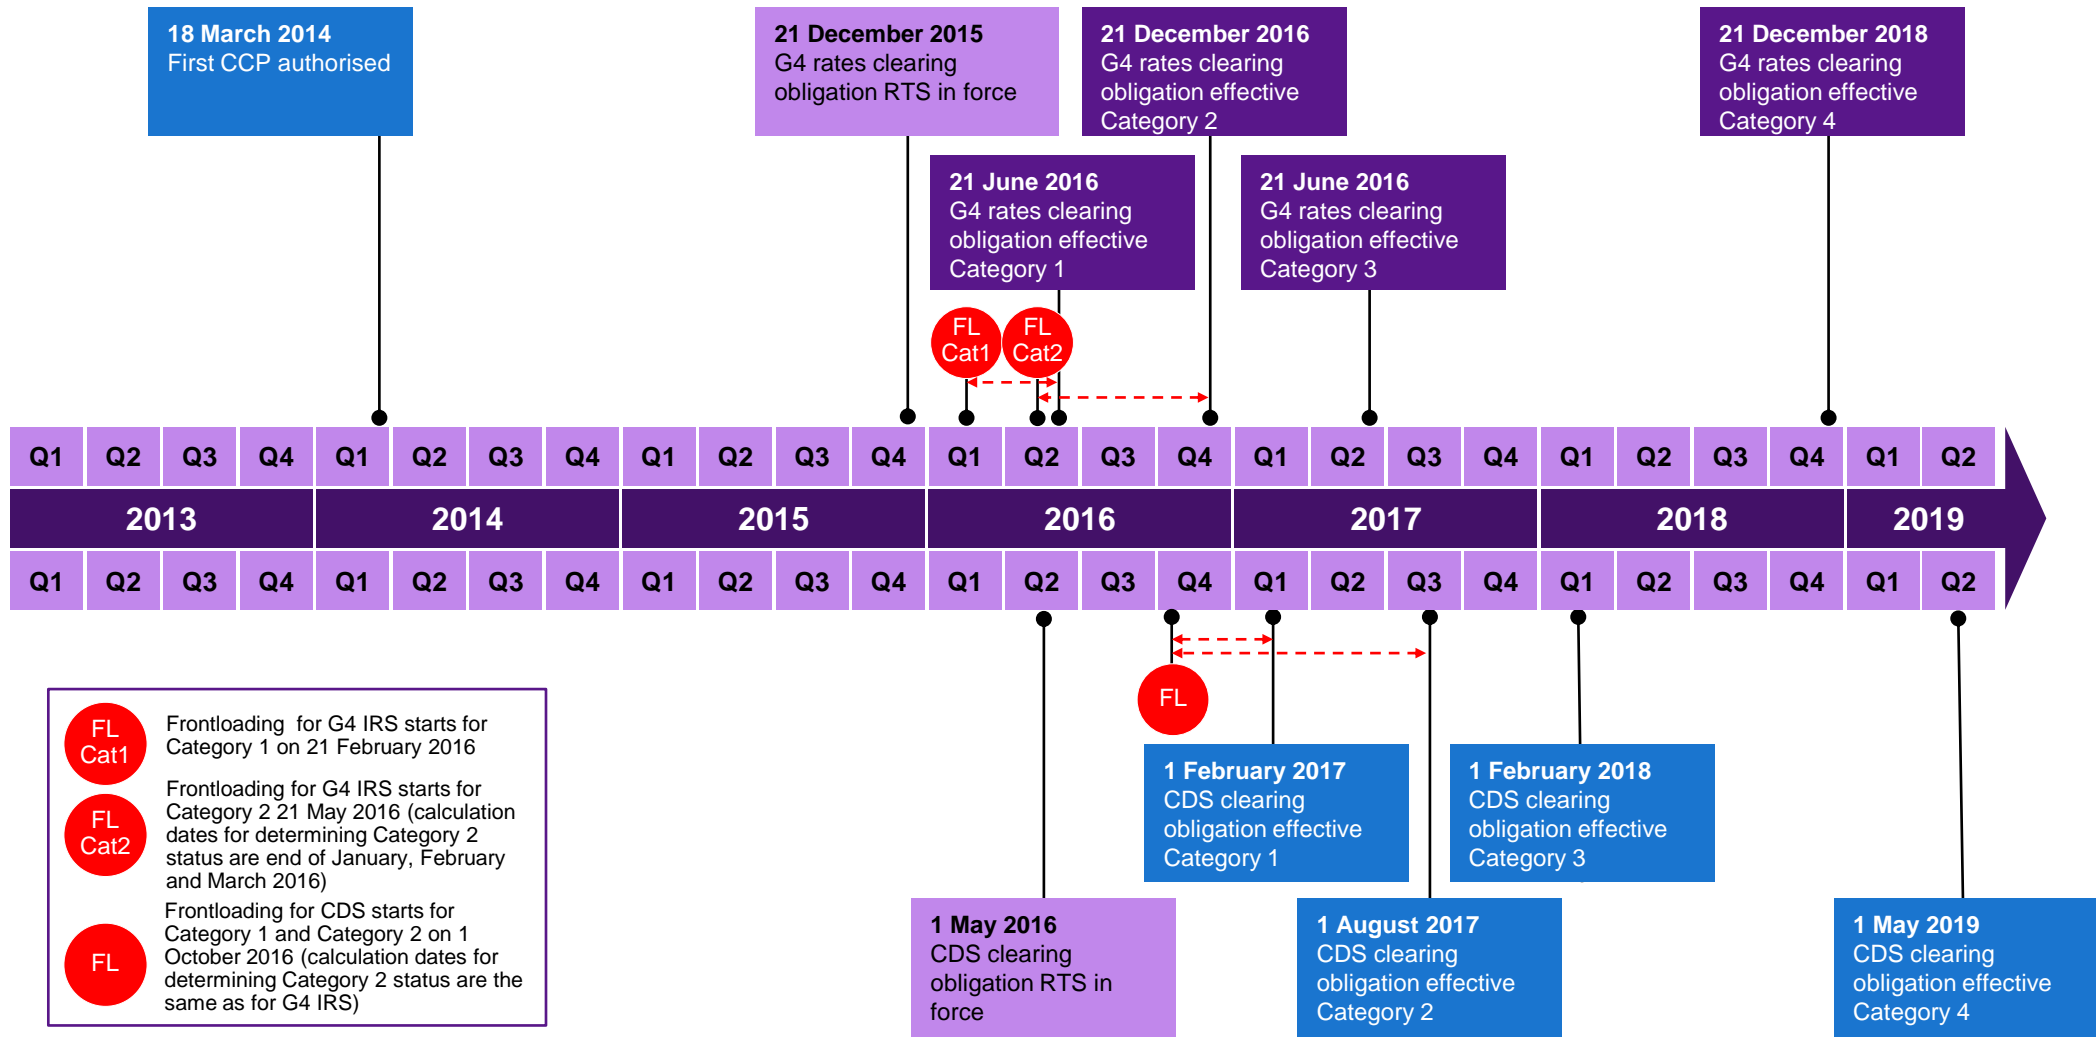 18 March 2014
First CCP authorised
21 December 2015
G4 rates clearing
obligation RTS in force
21 December 2016
G4 rates clearing
obligation effective
Category 2
21 December 2018
G4 rates clearing
obligation effective
Category 4
21 June 2016
G4 rates clearing
obligation effective
Category 1
21 June 2016
G4 rates clearing
obligation effective
Category 3
FL
Cat1
FL
Cat2
Q1 Q2 Q3 Q4 Q1 Q2 Q3 Q4 Q1 Q2 Q3 Q4 Q1 Q2 Q3 Q4 Q1 Q2 Q3 Q4 Q1 Q2 Q3 Q4 Q1 Q2
2013 2014 2015 2016 2017 2018 2019
Q1 Q2 Q3 Q4 Q1 Q2 Q3 Q4 Q1 Q2 Q3 Q4 Q1 Q2 Q3 Q4 Q1 Q2 Q3 Q4 Q1 Q2 Q3 Q4 Q1 Q2
FL
1 February 2017
CDS clearing
obligation effective
Category 1
1 February 2018
CDS clearing
obligation effective
Category 3
1 May 2016
CDS clearing
obligation RTS in
force
1 August 2017
CDS clearing
obligation effective
Category 2
1 May 2019
CDS clearing
obligation effective
Category 4
FL
Cat1
Frontloading for G4 IRS starts for
Category 1 on 21 February 2016
FL
Cat2
Frontloading for G4 IRS starts for
Category 2 21 May 2016 (calculation
dates for determining Category 2
status are end of January, February
and March 2016)
FL
Frontloading for CDS starts for
Category 1 and Category 2 on 1
October 2016 (calculation dates for
determining Category 2 status are the
same as for G4 IRS)